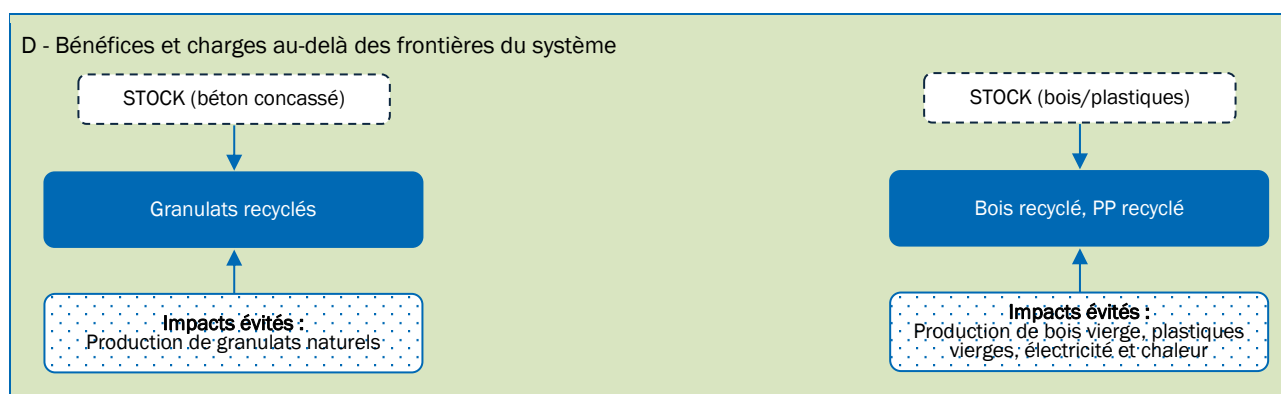 D - Bénéfices et charges au-delà des frontières du système
STOCK (béton concassé)
STOCK (bois/plastiques)
Granulats recyclés
Bois recyclé, PP recyclé
Impacts évités :
Production de granulats naturels
Impacts évités :
Production de bois vierge, plastiques
vierges, électricité et chaleur